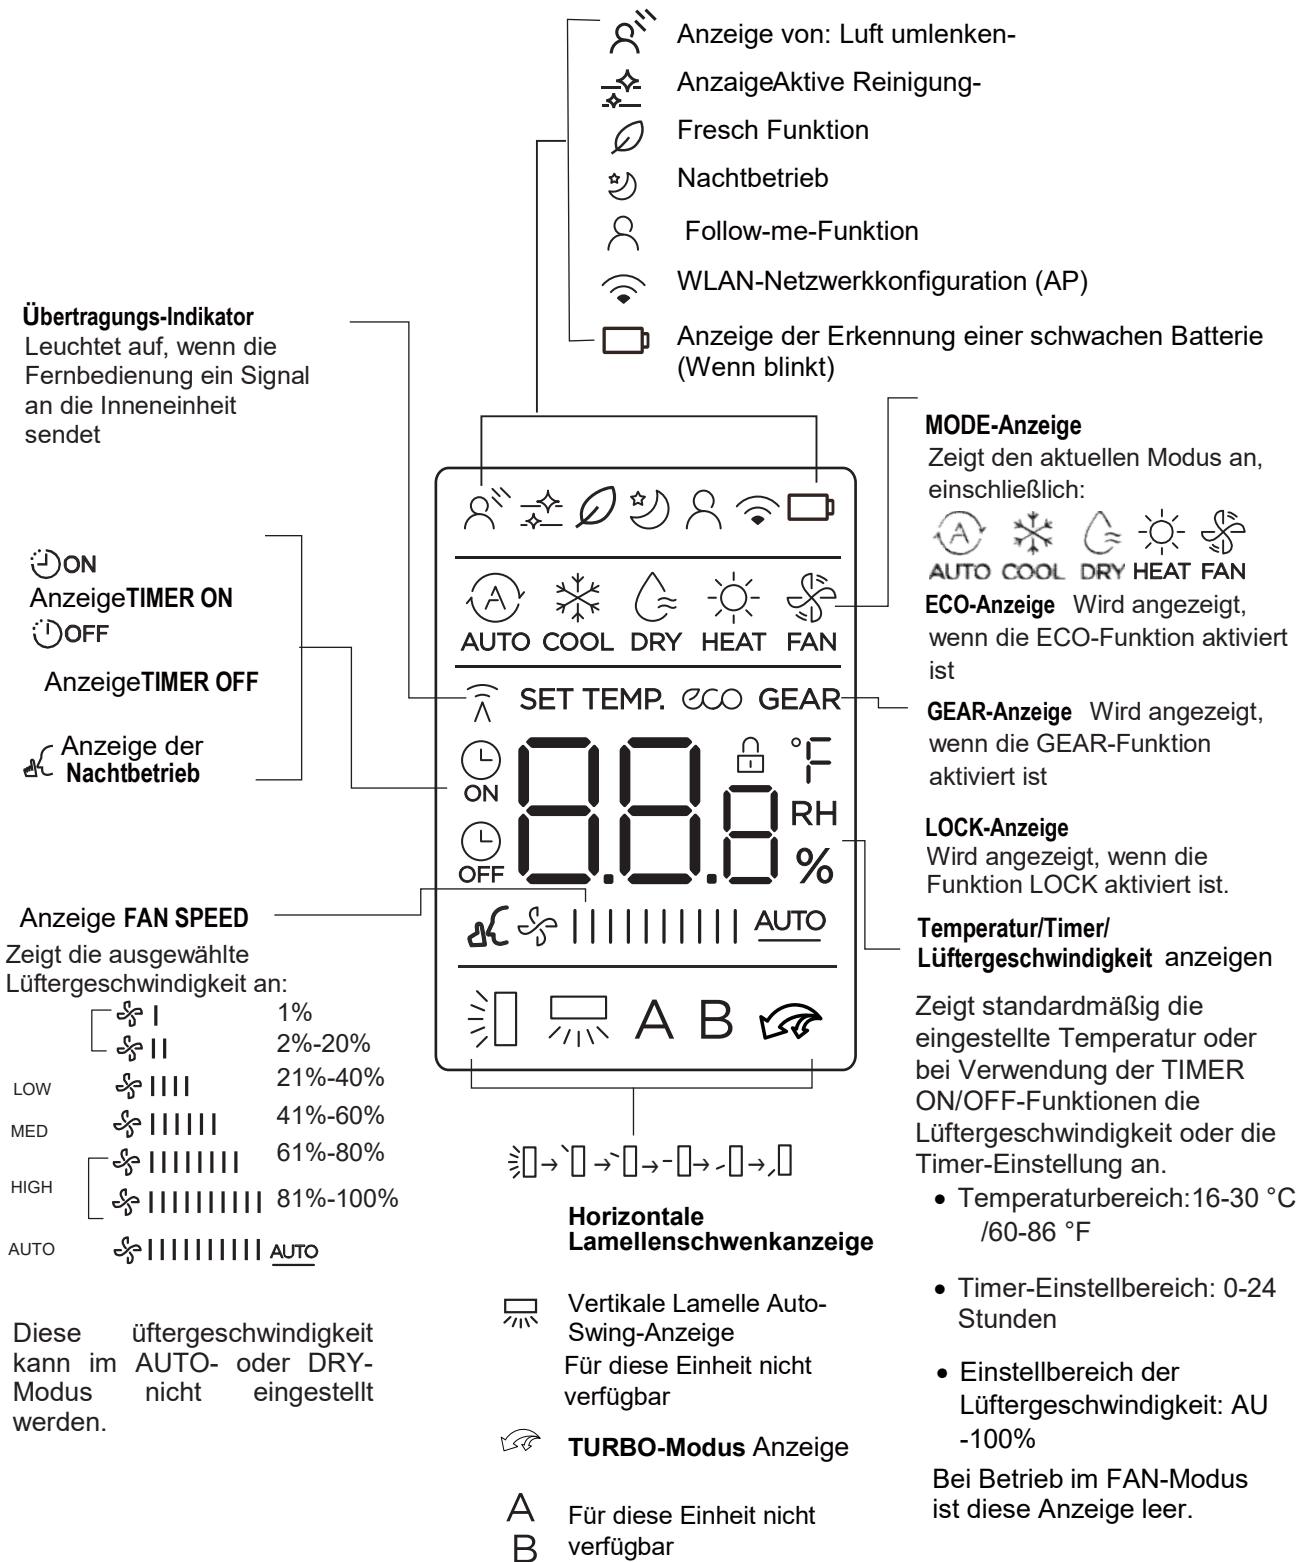 Anzeige von: Luft umlenken-
AnzaigeAktive Reinigung-
Fresch Funktion
Nachtbetrieb
Follow-me-Funktion
WLAN-Netzwerkkonfiguration (AP)
Anzeige der Erkennung einer schwachen Batterie
(Wenn blinkt)
Übertragungs-Indikator
Leuchtet auf, wenn die
Fernbedienung ein Signal
an die Inneneinheit
sendet
ON
AnzeigeTIMER ON
OFF
AnzeigeTIMER OFF
Anzeige der
Nachtbetrieb
Anzeige FAN SPEED
Zeigt die ausgewählte
Lüftergeschwindigkeit an:
1%
2%-20%
LOW 21%-40%
MED 41%-60%
61%-80%
HIGH
81%-100%
AUTO AUTO
Diese üftergeschwindigkeit
kann im AUTO- oder DRY-
Modus nicht eingestellt
werden.
A
AUTO COOL DRY HEAT FAN
SET TEMP. eco GEAR
ON
OFF
88.8
°F
RH
%
AUTO
A B
Horizontale
Lamellenschwenkanzeige
Vertikale Lamelle Auto-
Swing-Anzeige
Für diese Einheit nicht
verfügbar
TURBO-Modus Anzeige
A
B
Für diese Einheit nicht
verfügbar
MODE-Anzeige
Zeigt den aktuellen Modus an,
einschließlich:
A
AUTO COOL DRY HEAT FAN
ECO-Anzeige Wird angezeigt,
wenn die ECO-Funktion aktiviert
ist
GEAR-Anzeige Wird angezeigt,
wenn die GEAR-Funktion
aktiviert ist
LOCK-Anzeige
Wird angezeigt, wenn die
Funktion LOCK aktiviert ist.
Temperatur/Timer/
Lüftergeschwindigkeit anzeigen
Zeigt standardmäßig die
eingestellte Temperatur oder
bei Verwendung der TIMER
ON/OFF-Funktionen die
Lüftergeschwindigkeit oder die
Timer-Einstellung an.
• Temperaturbereich:16-30 °C
/60-86 °F
• Timer-Einstellbereich: 0-24
Stunden
• Einstellbereich der
Lüftergeschwindigkeit: AU
-100%
Bei Betrieb im FAN-Modus
ist diese Anzeige leer.